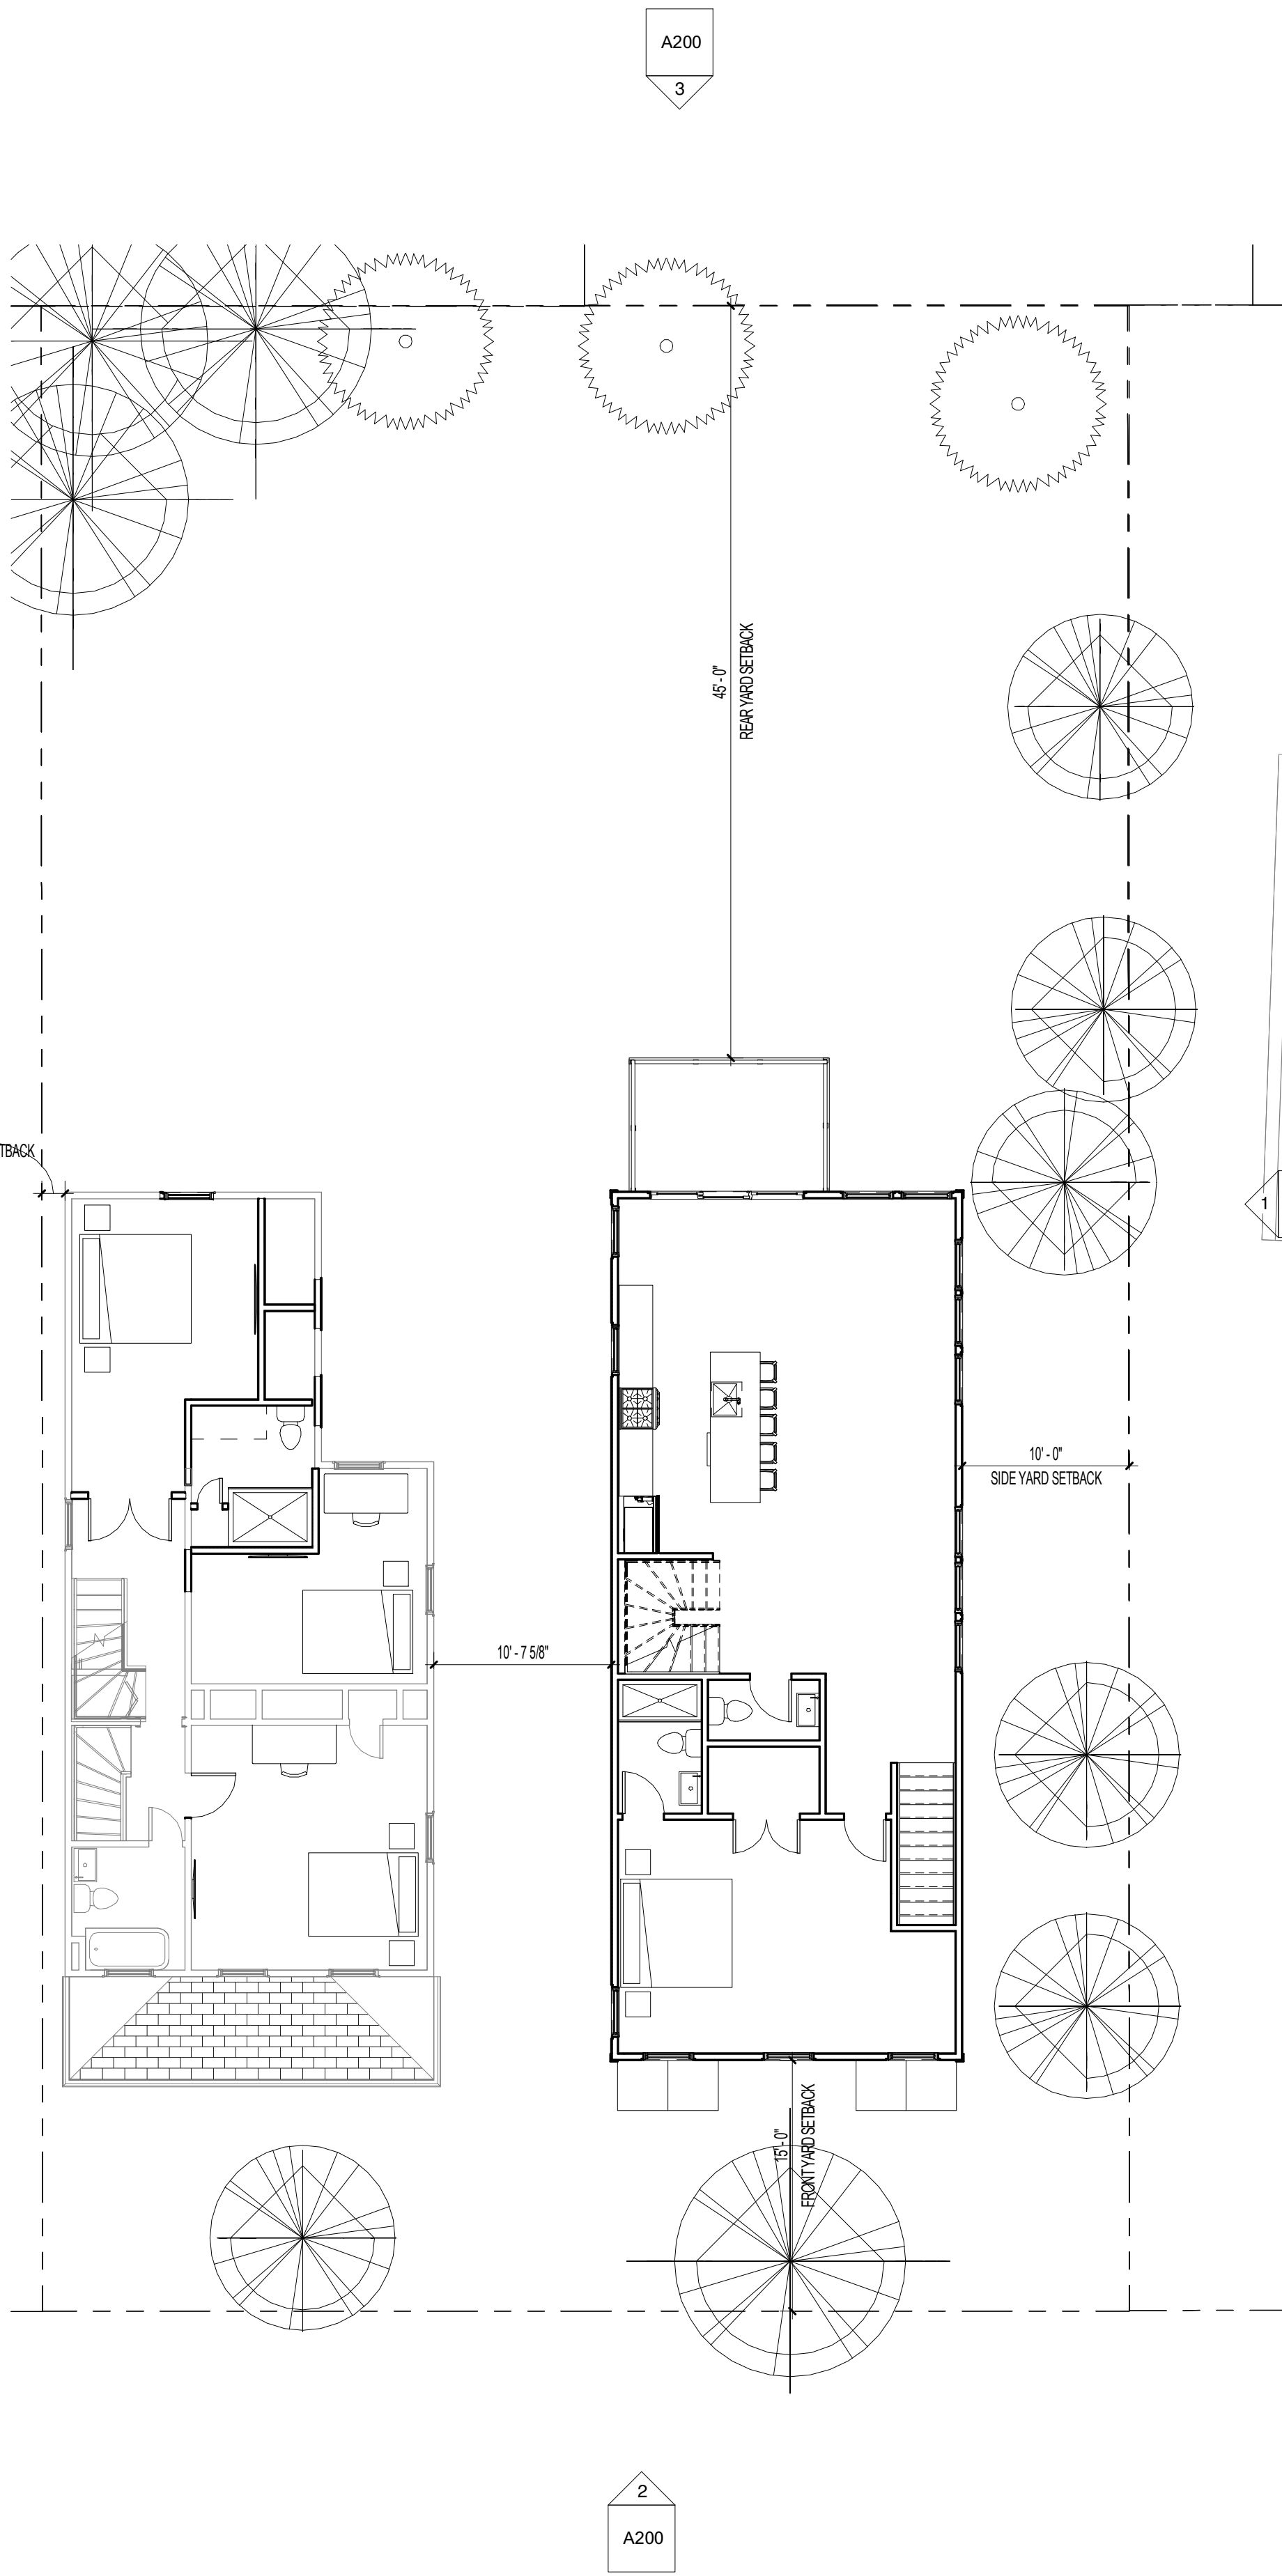 A200
3
45' - 0"
REAR YARD SETBACK
TBACK
1
10' - 0"
SIDE YARD SETBACK
10' - 7 5/8"
15' - 0"
FRONT YARD SETBACK
2
A200